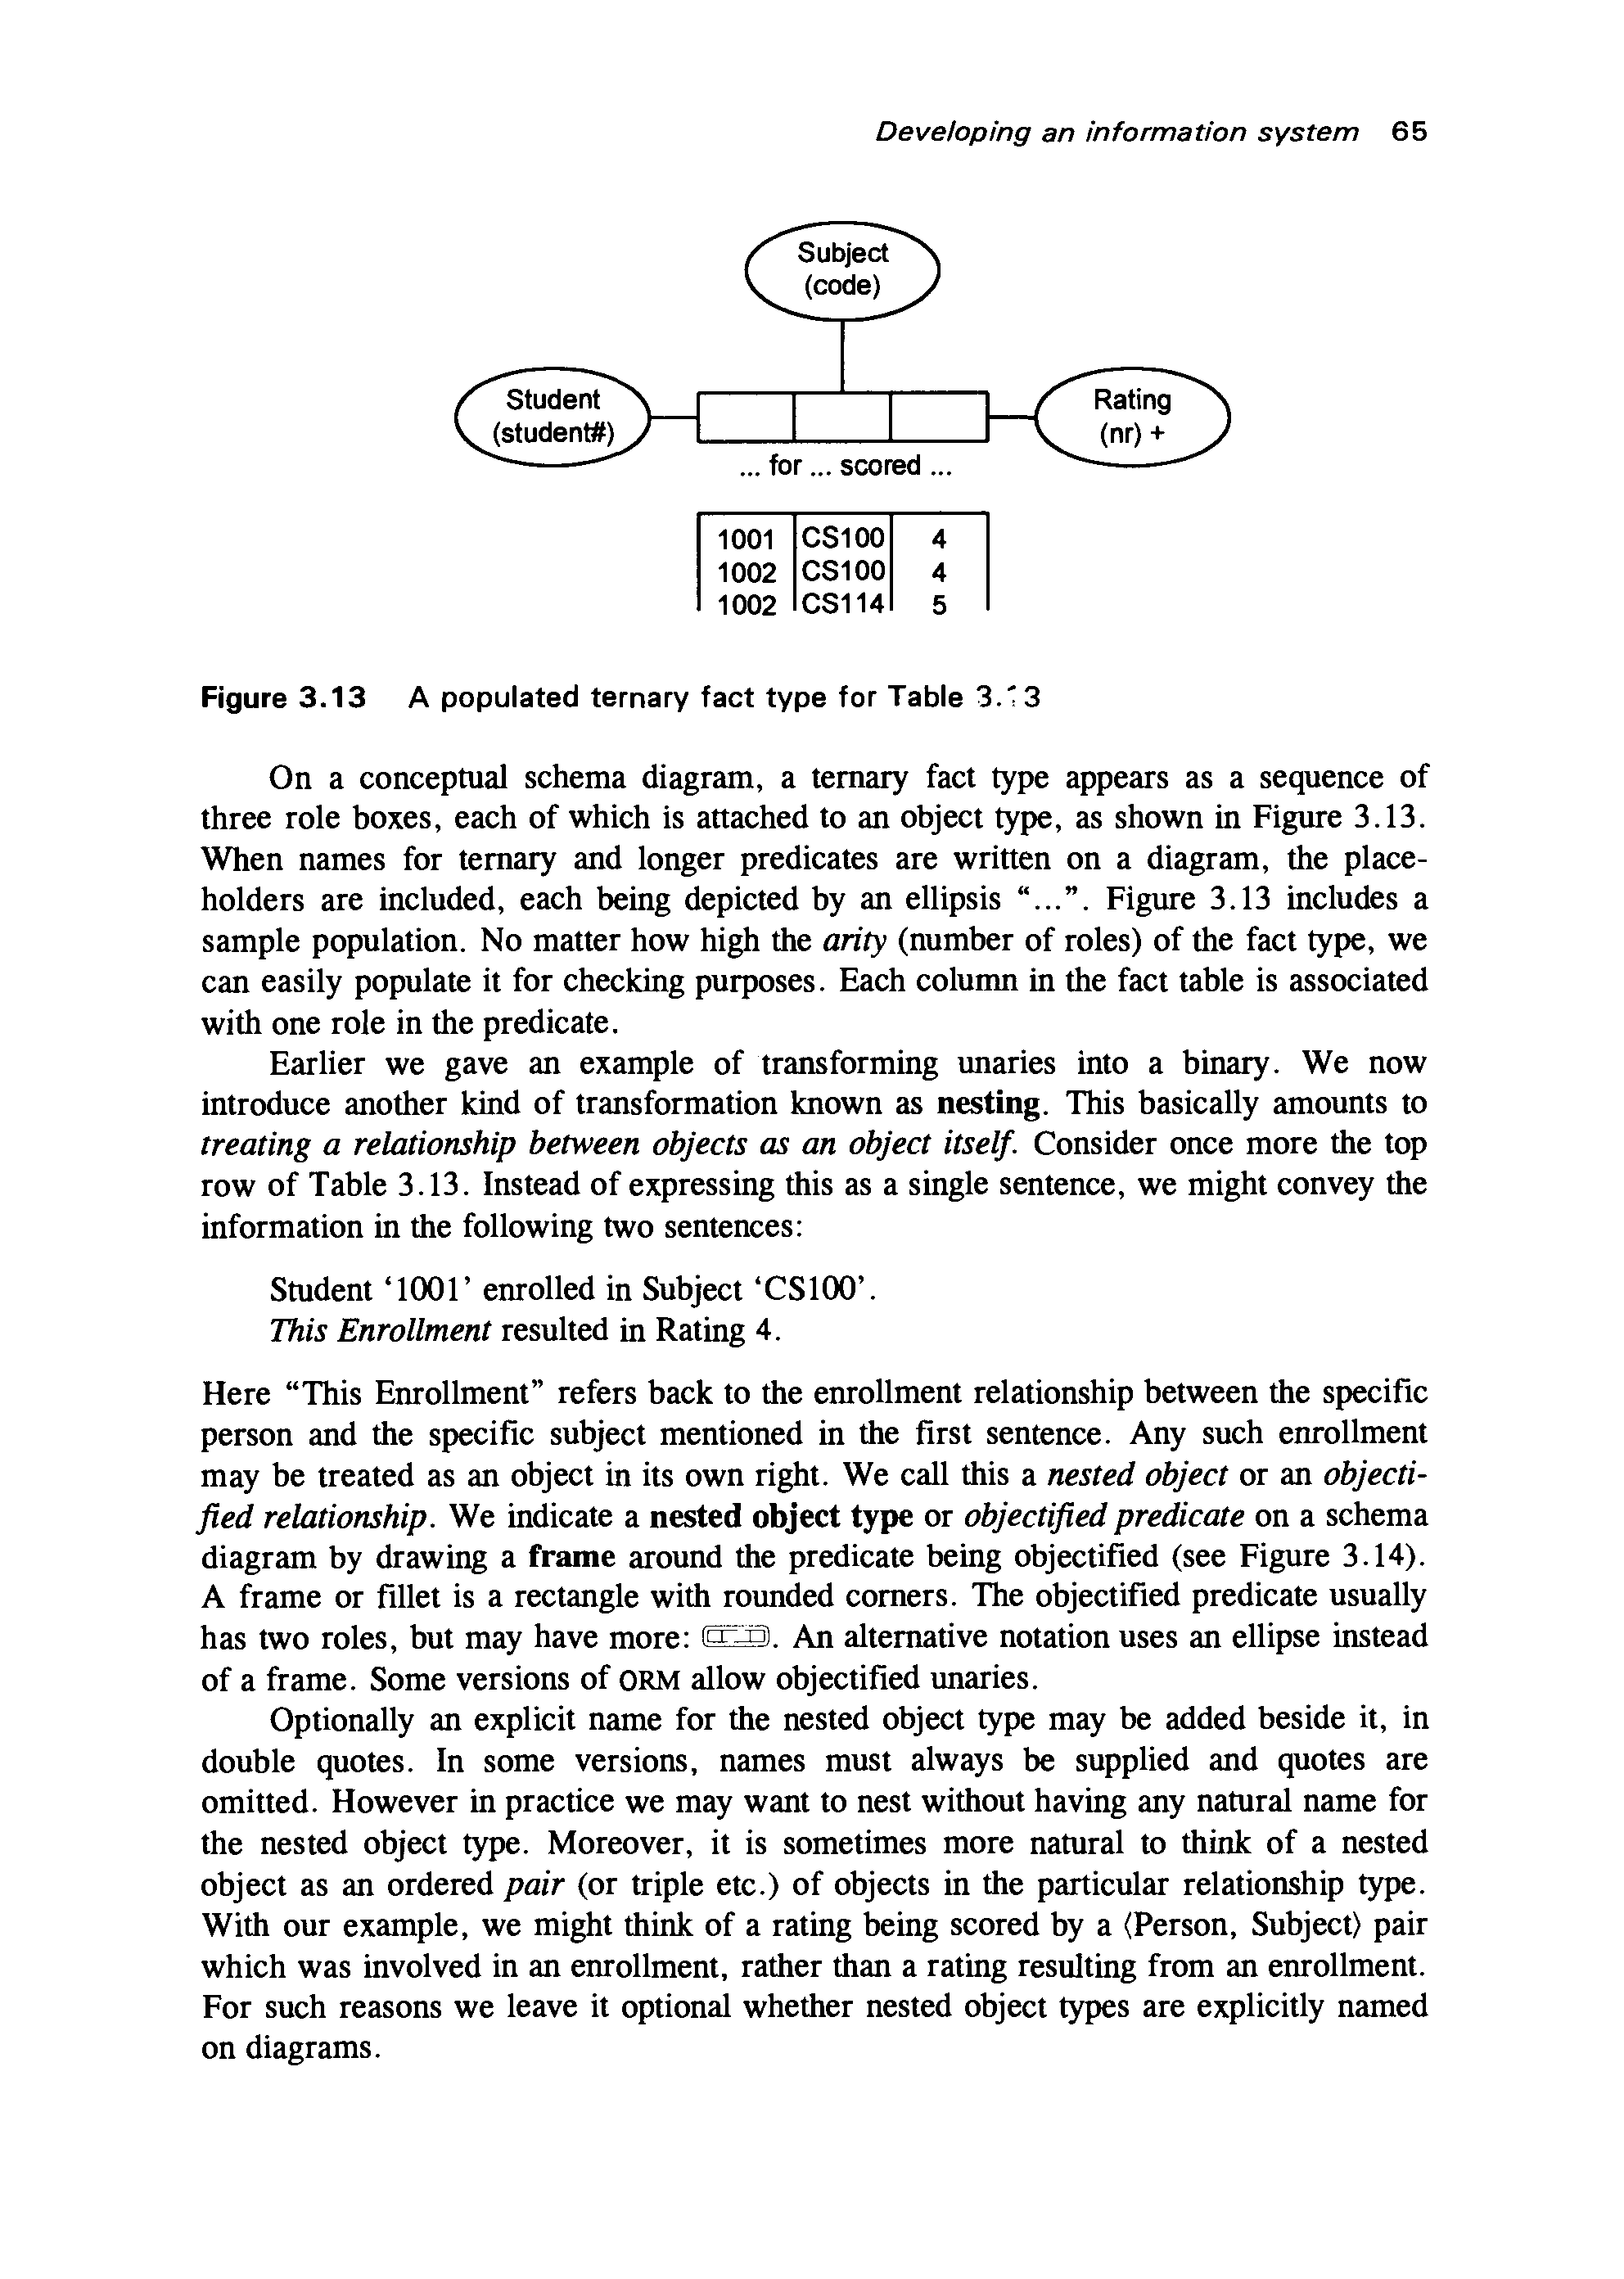 Developing an information system 65
Subject
(code)
Student
(student#)
Rating
(nr) +
... for ... scored ...
1001 CS100 4
1002 CS100 4
1002 CS114 5
Figure 3.13 A populated ternary fact type for Table 3.13
On a conceptual schema diagram, a ternary fact type appears as a sequence of
three role boxes, each of which is attached to an object type, as shown in Figure 3.13.
When names for ternary and longer predicates are written on a diagram, the place-
holders are included, each being depicted by an ellipsis “...”. Figure 3.13 includes a
sample population. No matter how high the arity (number of roles) of the fact type, we
can easily populate it for checking purposes. Each column in the fact table is associated
with one role in the predicate.
Earlier we gave an example of transforming unaries into a binary. We now
introduce another kind of transformation known as nesting. This basically amounts to
treating a relationship between objects as an object itself. Consider once more the top
row of Table 3.13. Instead of expressing this as a single sentence, we might convey the
information in the following two sentences:
Student ‘1001’ enrolled in Subject ‘CS100’.
This Enrollment resulted in Rating 4.
Here “This Enrollment” refers back to the enrollment relationship between the specific
person and the specific subject mentioned in the first sentence. Any such enrollment
may be treated as an object in its own right. We call this a nested object or an objecti-
fied relationship. We indicate a nested object type or objectified predicate on a schema
diagram by drawing a frame around the predicate being objectified (see Figure 3.14).
A frame or fillet is a rectangle with rounded corners. The objectified predicate usually
has two roles, but may have more: . An alternative notation uses an ellipse instead
of a frame. Some versions of ORM allow objectified unaries.
Optionally an explicit name for the nested object type may be added beside it, in
double quotes. In some versions, names must always be supplied and quotes are
omitted. However in practice we may want to nest without having any natural name for
the nested object type. Moreover, it is sometimes more natural to think of a nested
object as an ordered pair (or triple etc.) of objects in the particular relationship type.
With our example, we might think of a rating being scored by a ⟨Person, Subject⟩ pair
which was involved in an enrollment, rather than a rating resulting from an enrollment.
For such reasons we leave it optional whether nested object types are explicitly named
on diagrams.